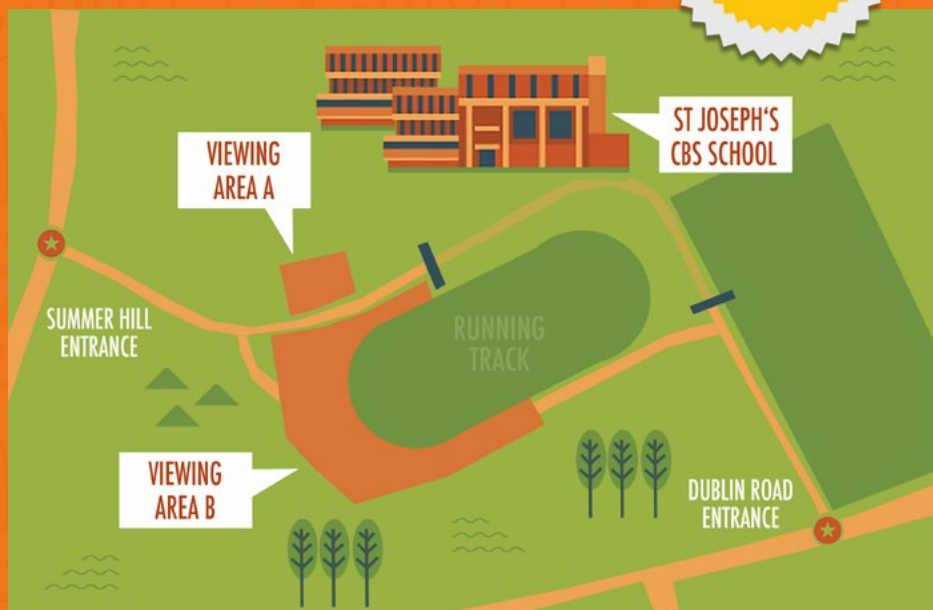 ST JOSEPH'S
CBS SCHOOL
VIEWING
AREA A
SUMMER HILL
ENTRANCE
RUNNING
TRACK
VIEWING
AREA B
DUBLIN ROAD
ENTRANCE